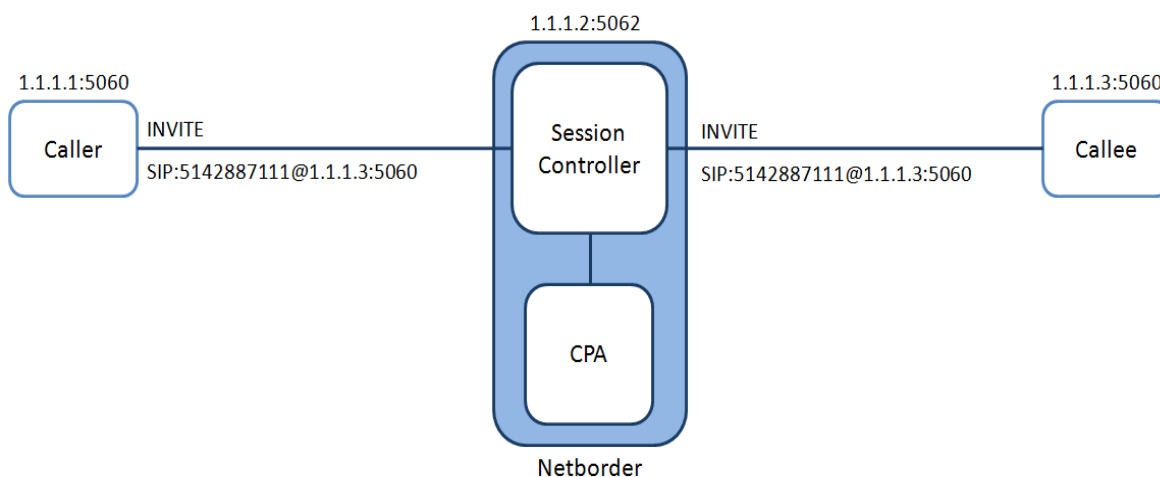 1.1.1.2:5062
1.1.1.1:5060
1.1.1.3:5060
Caller
INVITE
SIP:5142887111@1.1.1.3:5060
Session
Controller
INVITE
SIP:5142887111@1.1.1.3:5060
Callee
CPA
Netborder